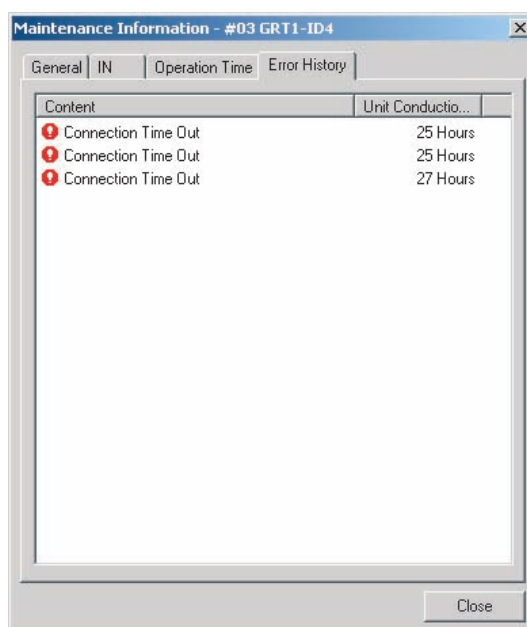 Maintenance Information - #03 GRT1-ID4
General IN Operation Time Error History
Content Unit Conductio...
Connection Time Out 25 Hours
Connection Time Out 25 Hours
Connection Time Out 27 Hours
Close